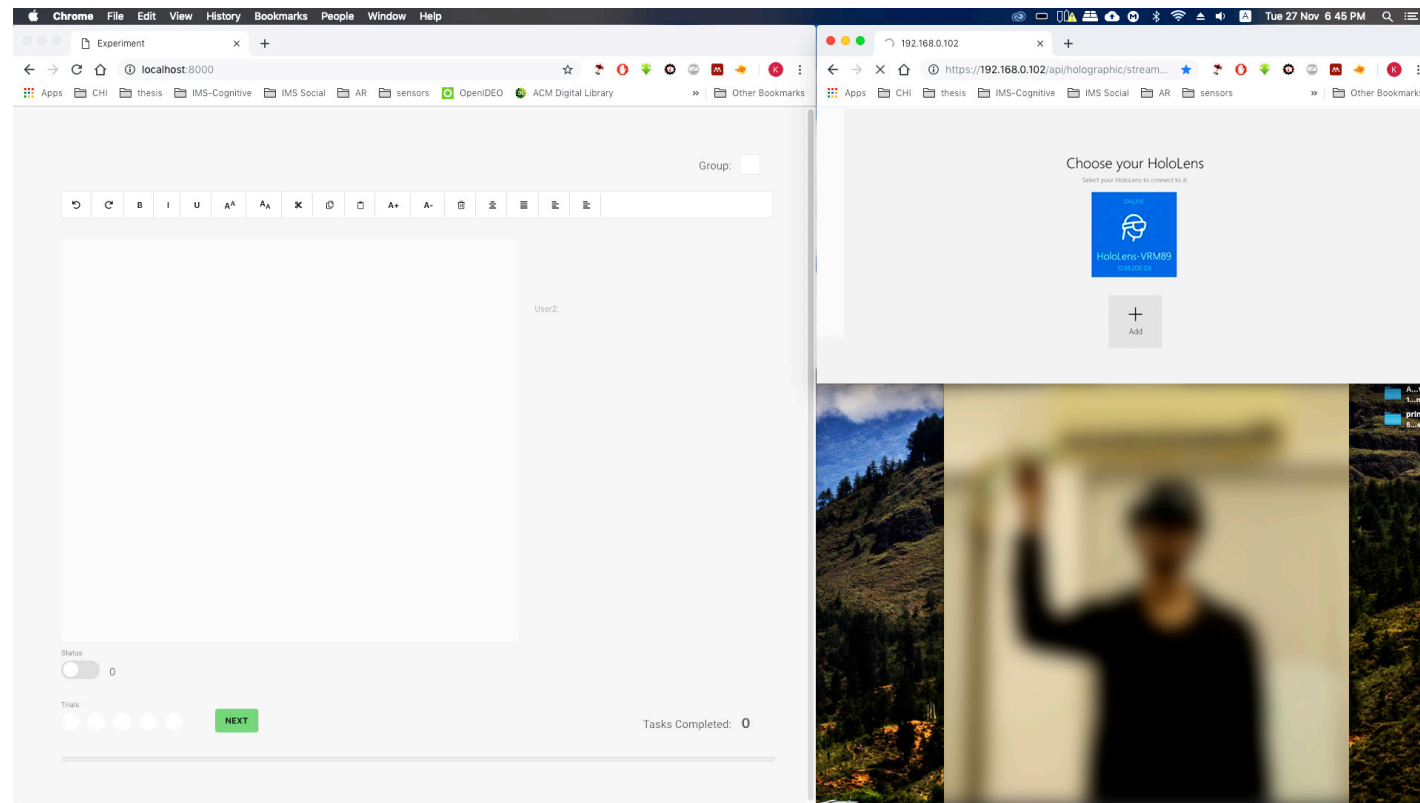 Chrome File Edit View History Bookmarks People Window Help
Tue 27 Nov 6 45 PM
Experiment
localhost:8000
Apps CHI thesis IMS-Cognitive IMS Social AR sensors OpenIDEO ACM Digital Library » Other Bookmarks
Group:
B I U AA AA A+ A-
User2:
Status
0
Trials
NEXT
Tasks Completed: 0
192.168.0.102
https://192.168.0.102/api/holographic/stream...
Apps CHI thesis IMS-Cognitive IMS Social AR sensors » Other Bookmarks
Choose your HoloLens
Select your HoloLens to connect to it.
ONLINE
HoloLens-VRM89
Add